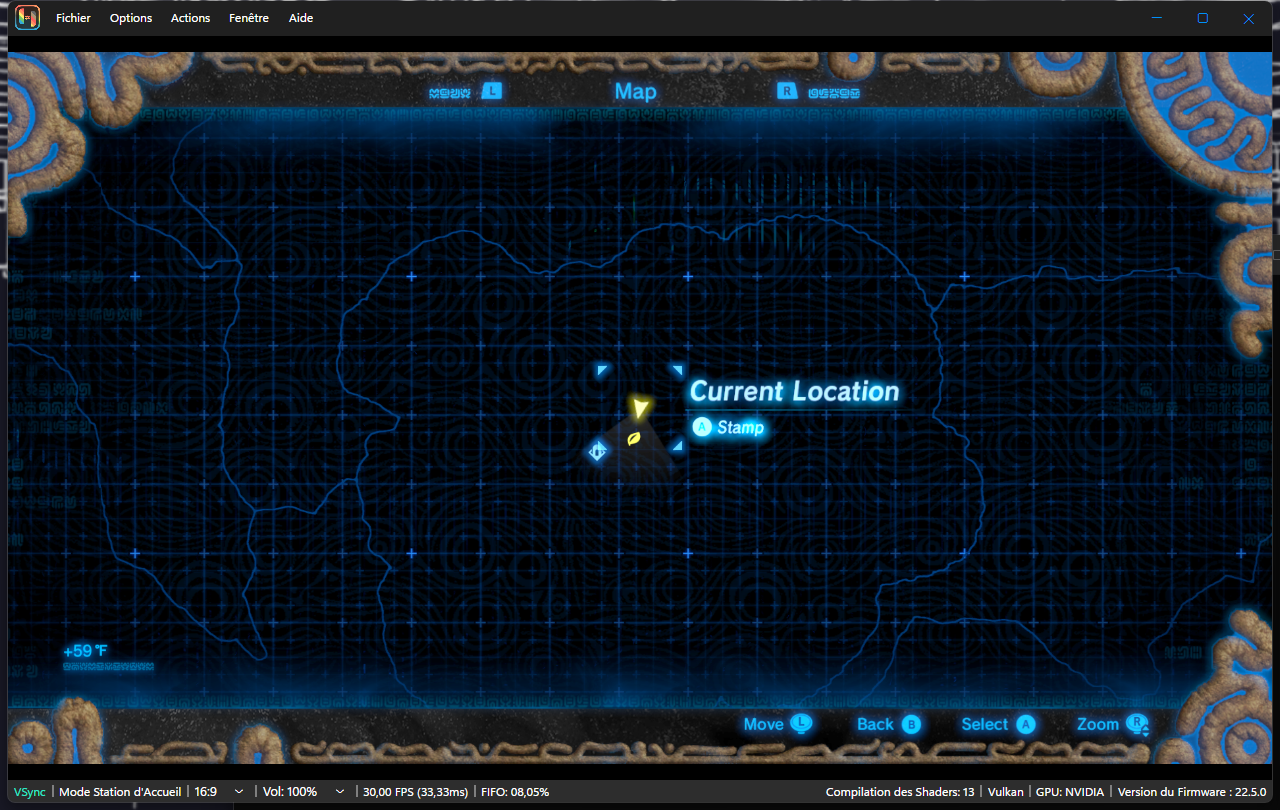 Fichier Options Actions Fenêtre Aide
L Map R
Current Location
A Stamp
+59 °F
Move L Back B Select A Zoom R
VSync | Mode Station d'Accueil | 16:9 | Vol: 100% | 30,00 FPS (33,33ms) | FIFO: 08,05% Compilation des Shaders: 13 | Vulkan | GPU: NVIDIA | Version du Firmware : 22.5.0